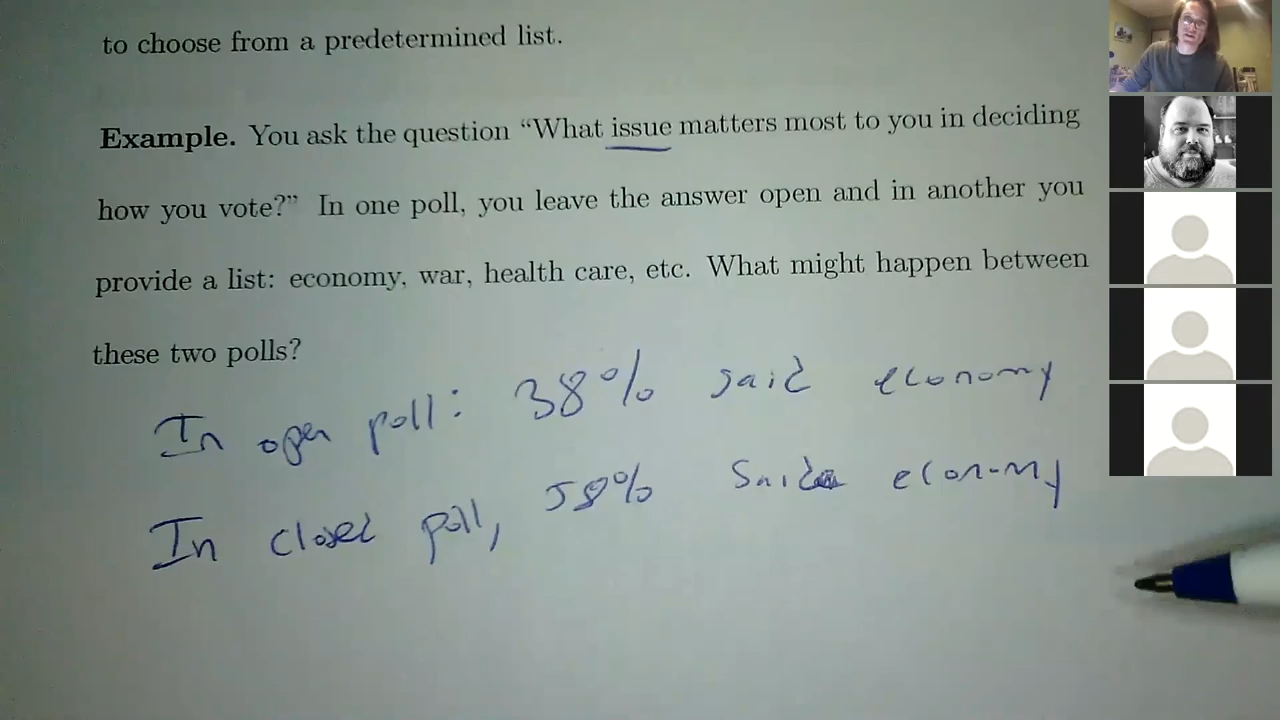 to choose from a predetermined list.
Example. You ask the question “What issue matters most to you in deciding
how you vote?” In one poll, you leave the answer open and in another you
provide a list: economy, war, health care, etc. What might happen between
these two polls?
In open poll: 38% said economy
In closed poll, 58% said economy